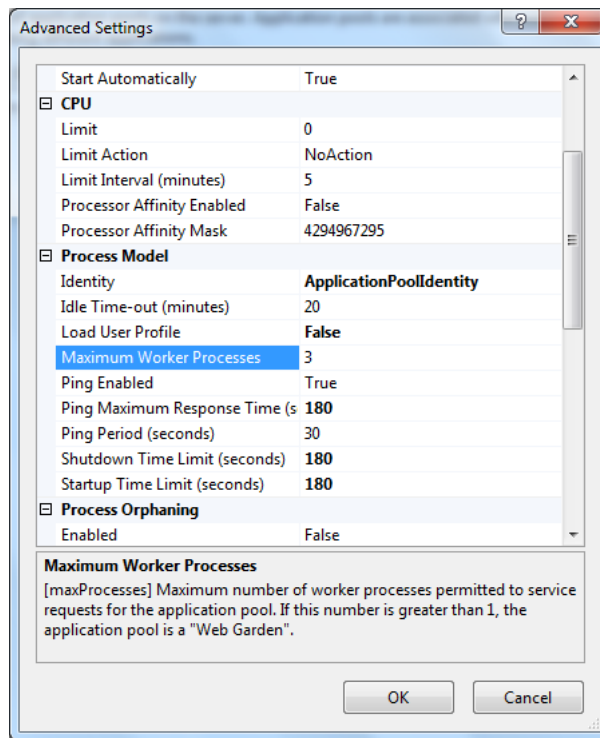 Advanced Settings
Start Automatically True
CPU
Limit 0
Limit Action NoAction
Limit Interval (minutes) 5
Processor Affinity Enabled False
Processor Affinity Mask 4294967295
Process Model
Identity ApplicationPoolIdentity
Idle Time-out (minutes) 20
Load User Profile False
Maximum Worker Processes 3
Ping Enabled True
Ping Maximum Response Time (s 180
Ping Period (seconds) 30
Shutdown Time Limit (seconds) 180
Startup Time Limit (seconds) 180
Process Orphaning
Enabled False
Maximum Worker Processes
[maxProcesses] Maximum number of worker processes permitted to service
requests for the application pool. If this number is greater than 1, the
application pool is a "Web Garden".
OK Cancel